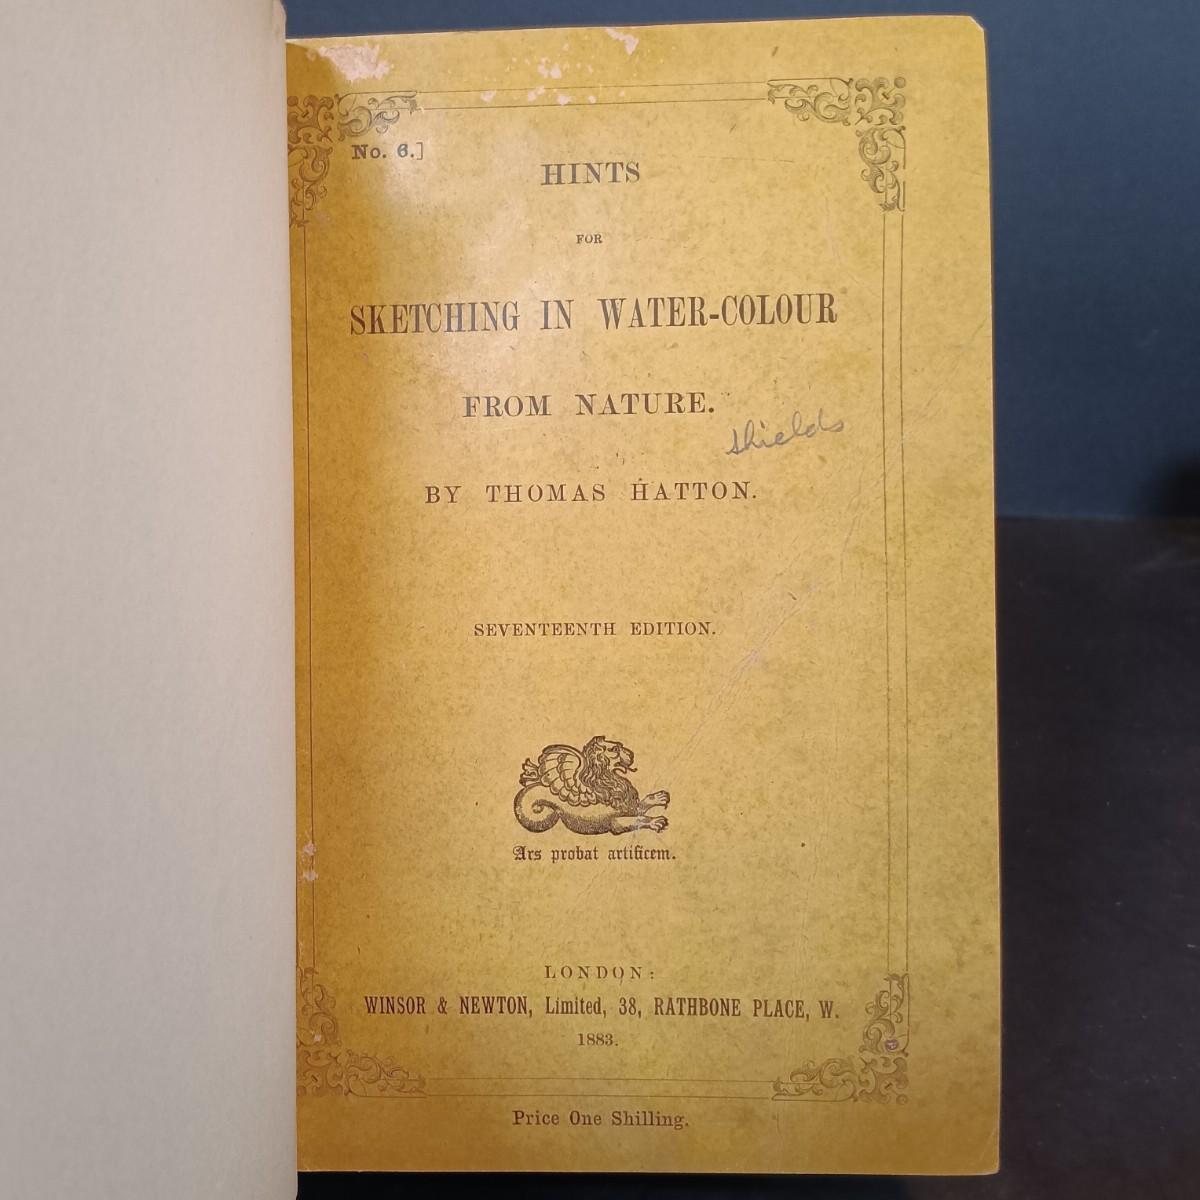 No. 6.]
HINTS
FOR
SKETCHING IN WATER-COLOUR
FROM NATURE.
shields
BY THOMAS HATTON.
SEVENTEENTH EDITION.
Ars probat artificem.
LONDON:
WINSOR & NEWTON, Limited, 38, RATHBONE PLACE, W.
1883.
Price One Shilling.